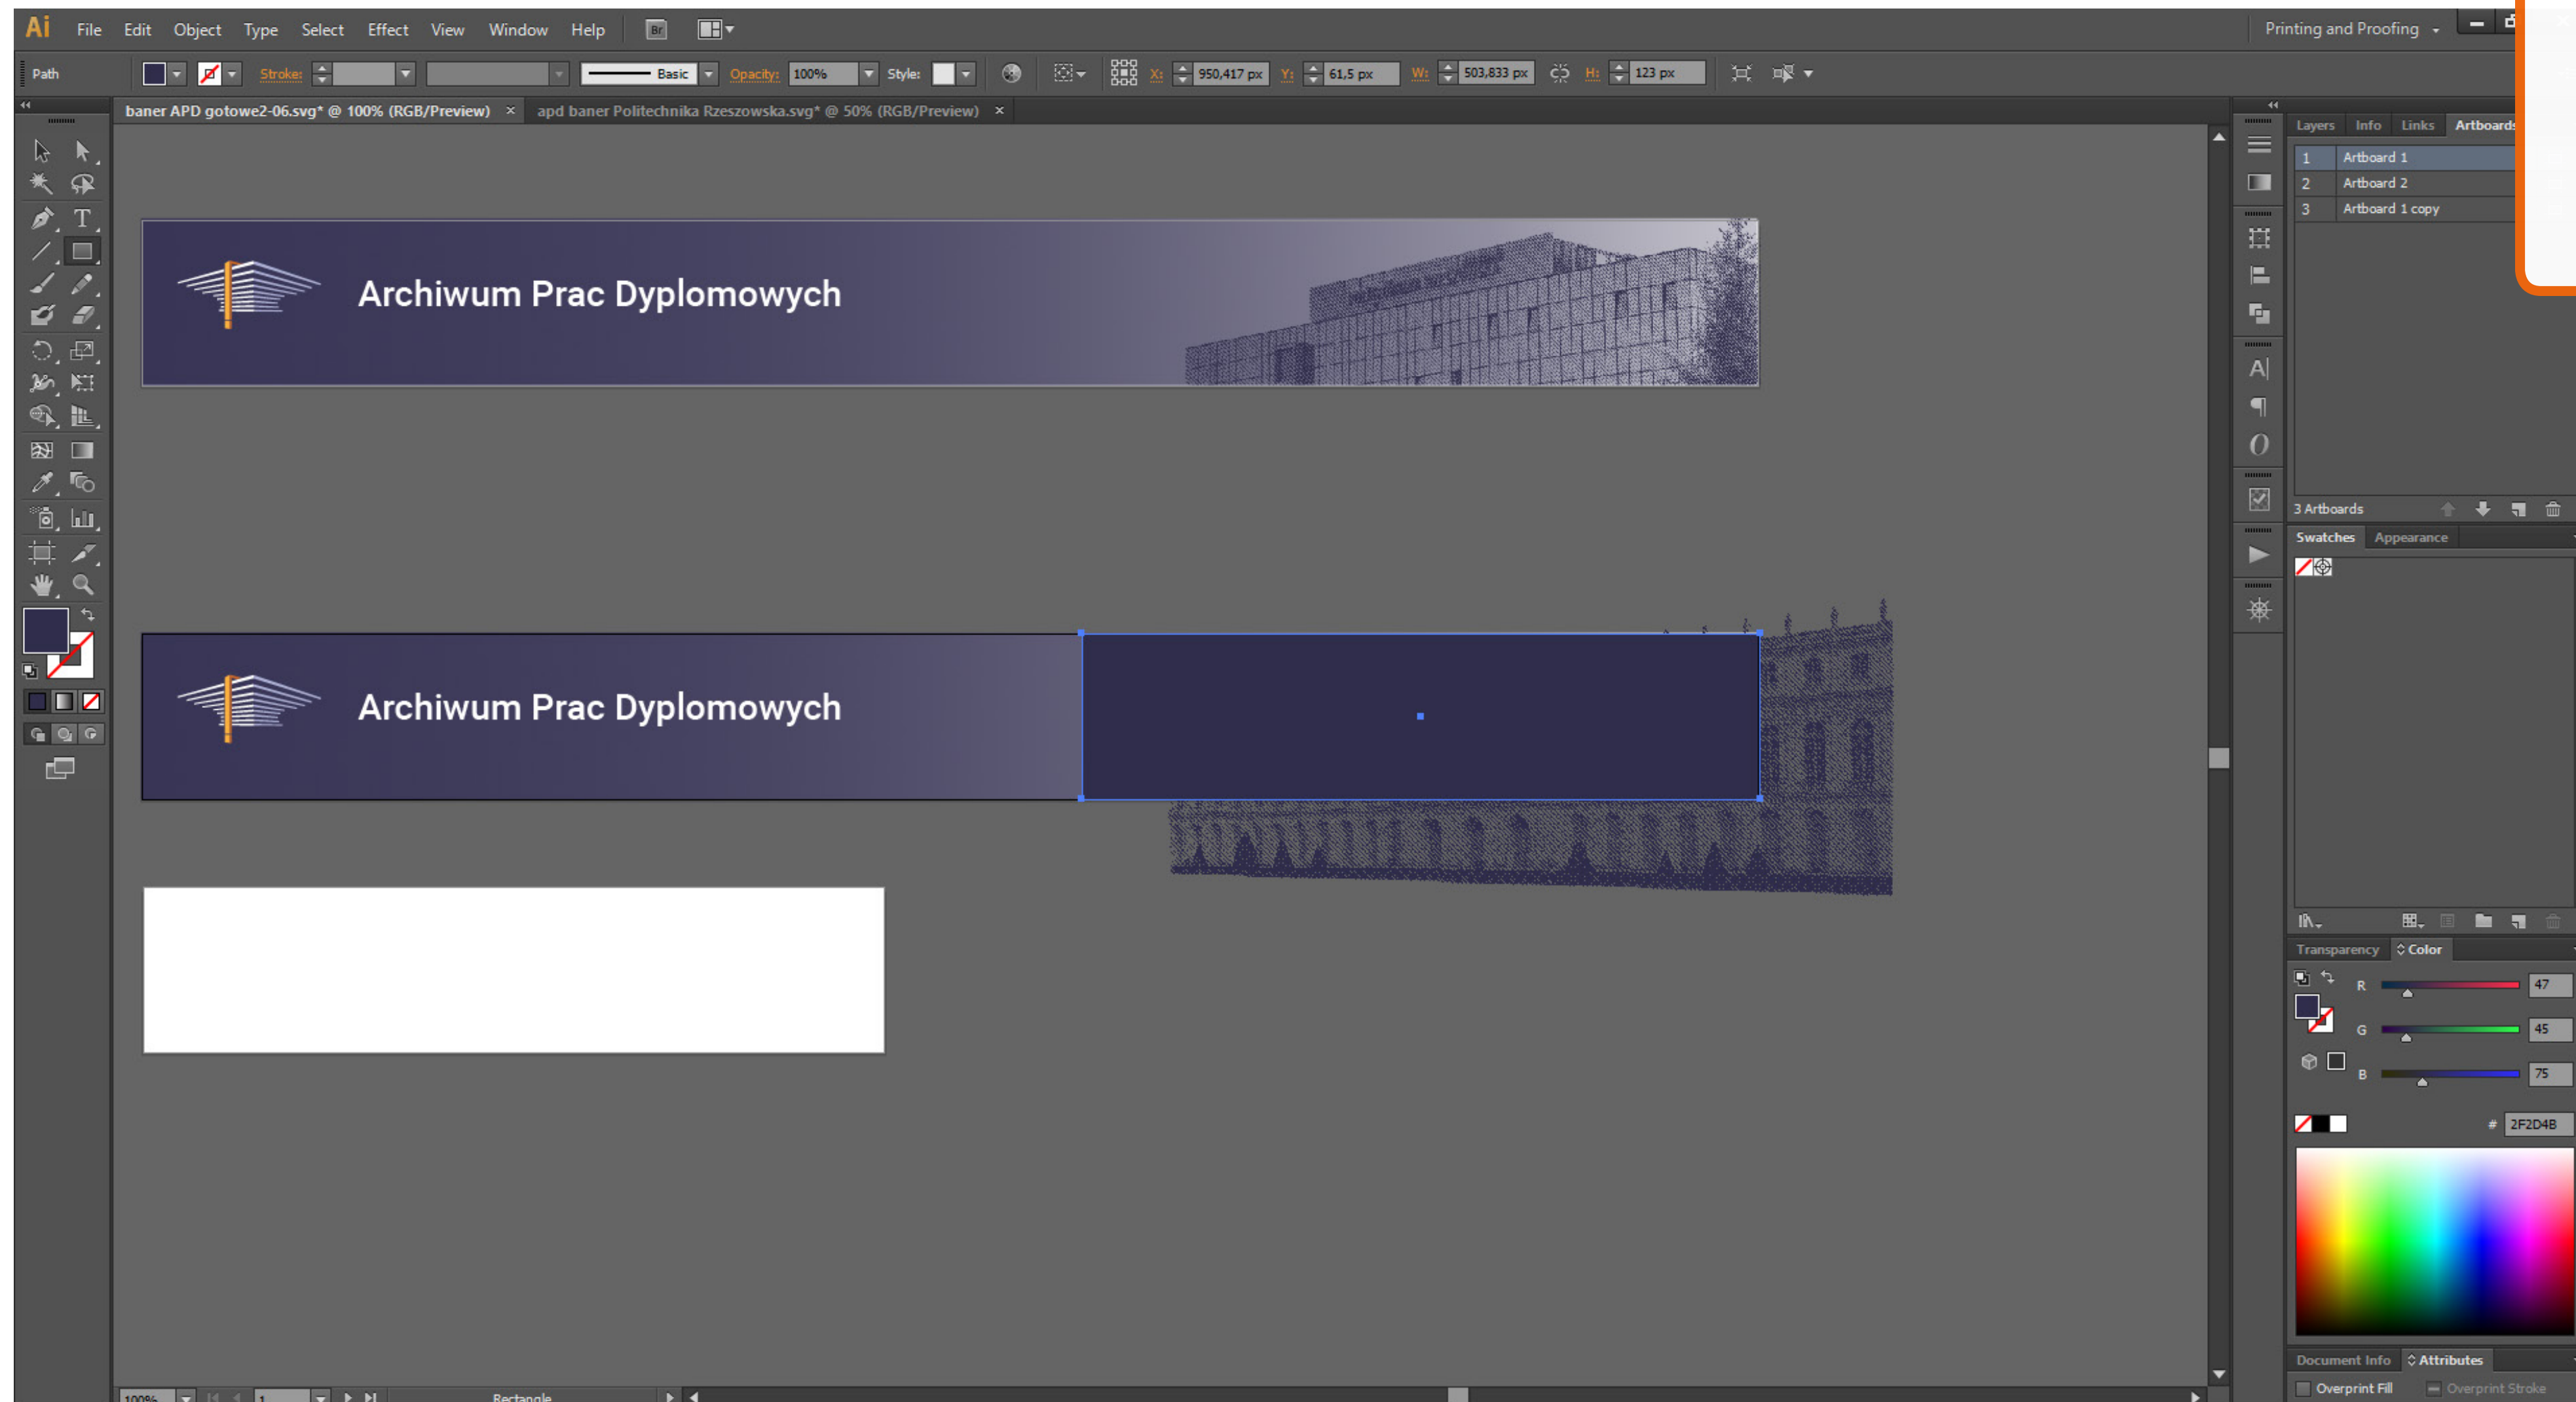 Ai File Edit Object Type Select Effect View Window Help Br Printing and Proofing
Path Stroke: Basic Opacity: 100% Style: X: 950,417 px Y: 61,5 px W: 503,833 px H: 123 px
baner APD gotowe2-06.svg* @ 100% (RGB/Preview) × apd baner Politechnika Rzeszowska.svg* @ 50% (RGB/Preview) ×
Layers Info Links Artboards
1 Artboard 1
2 Artboard 2
3 Artboard 1 copy
Archiwum Prac Dyplomowych
3 Artboards
Swatches Appearance
Archiwum Prac Dyplomowych
Transparency Color
R 47
G 45
B 75
# 2F2D4B
Document Info Attributes
Overprint Fill Overprint Stroke
100% 1 Rectangle